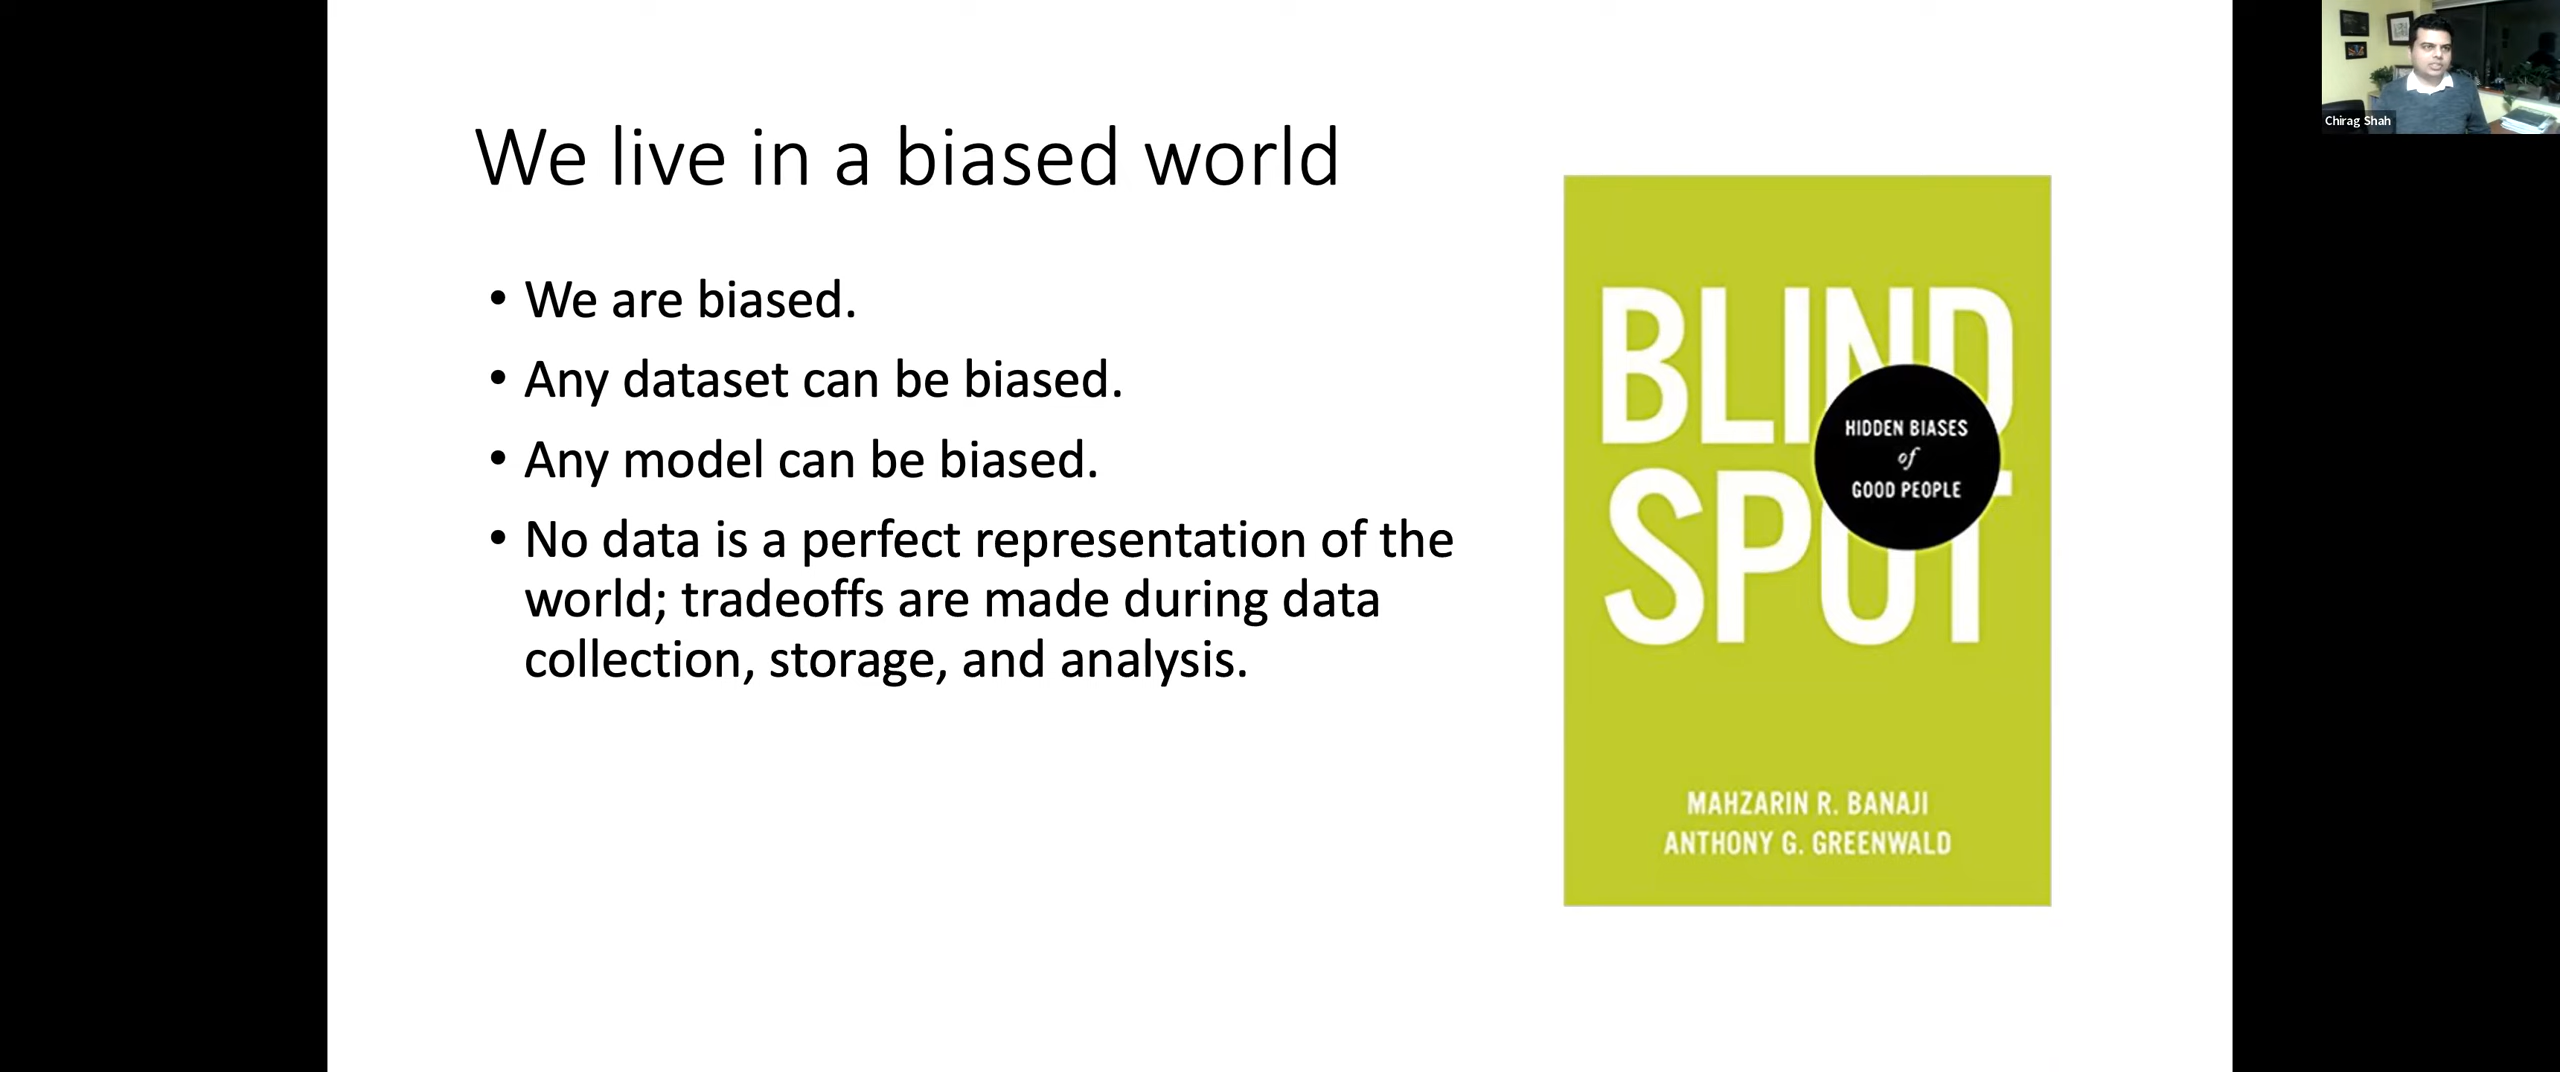 We live in a biased world
• We are biased.
• Any dataset can be biased.
• Any model can be biased.
• No data is a perfect representation of the
world; tradeoffs are made during data
collection, storage, and analysis.
BLIND
SPOT
HIDDEN BIASES
of
GOOD PEOPLE
MAHZARIN R. BANAJI
ANTHONY G. GREENWALD
Chirag Shah